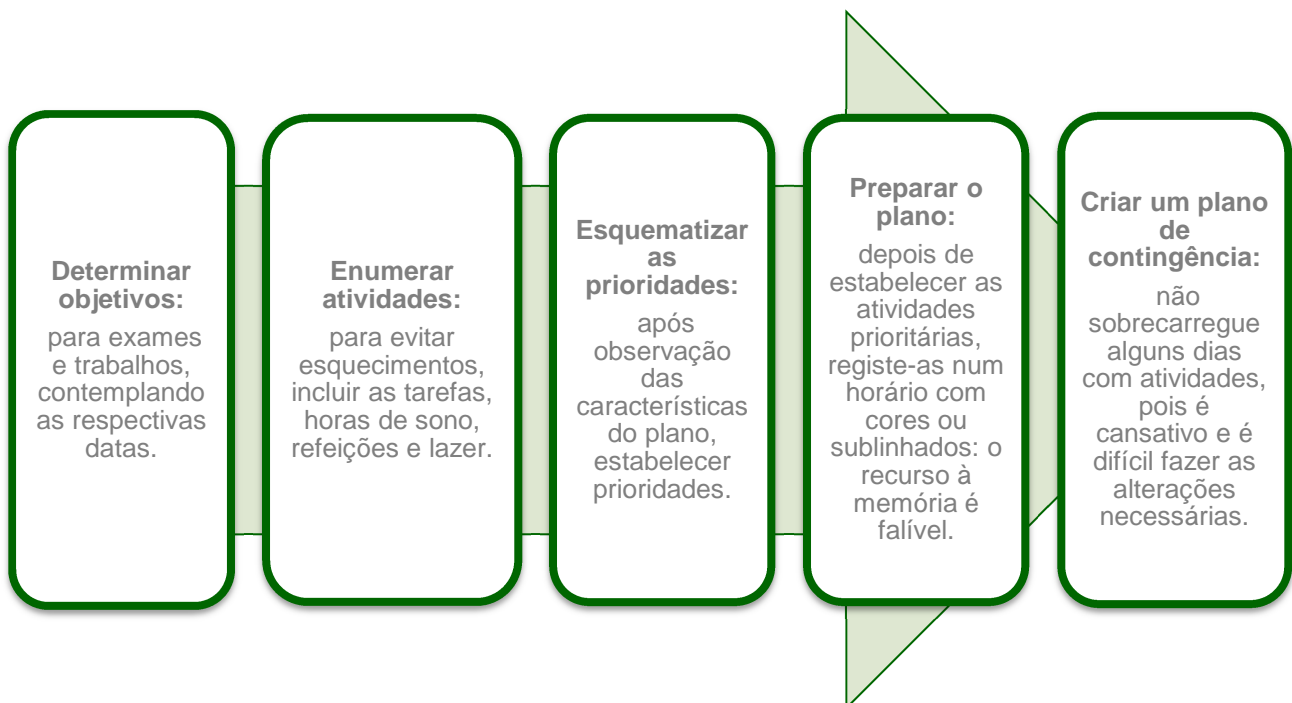 Determinar
objetivos:
para exames
e trabalhos,
contemplando
as respectivas
datas.
Enumerar
atividades:
para evitar
esquecimentos,
incluir as tarefas,
horas de sono,
refeições e lazer.
Esquematizar
as
prioridades:
após
observação
das
características
do plano,
estabelecer
prioridades.
Preparar o
plano:
depois de
estabelecer as
atividades
prioritárias,
registe-as num
horário com
cores ou
sublinhados: o
recurso à
memória é
falível.
Criar um plano
de
contingência:
não
sobrecarregue
alguns dias
com atividades,
pois é
cansativo e é
difícil fazer as
alterações
necessárias.